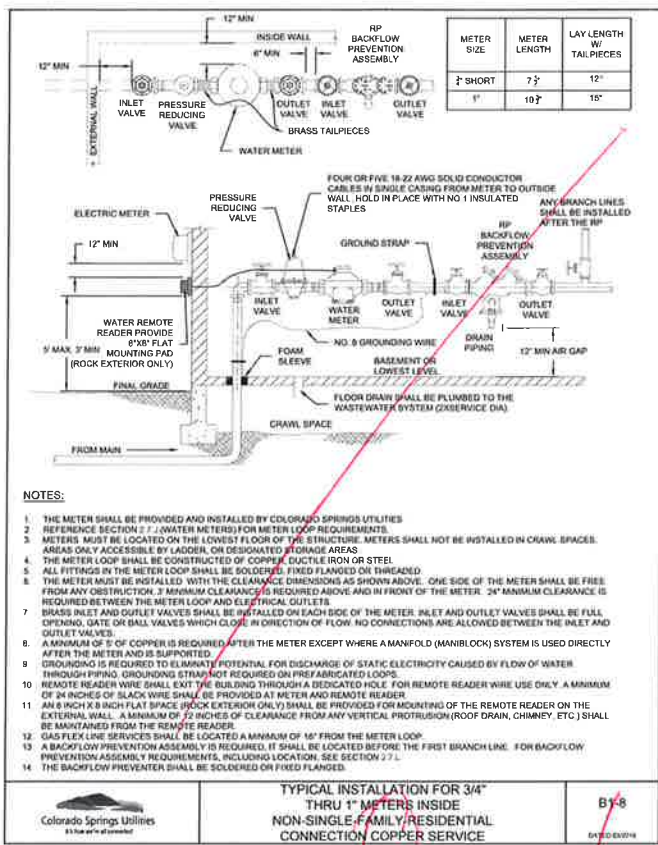 12" MIN
INSIDE WALL
6" MIN
RP
BACKFLOW
PREVENTION
ASSEMBLY
12" MIN
EXTERNAL WALL
INLET
VALVE
PRESSURE
REDUCING
VALVE
OUTLET
VALVE
INLET
VALVE
OUTLET
VALVE
BRASS TAILPIECES
WATER METER
METER
SIZE
METER
LENGTH
LAY LENGTH
W/
TAILPIECES
SHORT
12"
1"
15"
FOUR OR FIVE 18-22 AWG SOLID CONDUCTOR
CABLES IN SINGLE CASING FROM METER TO OUTSIDE
WALL, HOLD IN PLACE WITH NO 1 INSULATED
STAPLES
PRESSURE
REDUCING
VALVE
ELECTRIC METER
12" MIN
GROUND STRAP
RP
BACKFLOW
PREVENTION
ASSEMBLY
ANY BRANCH LINES
SHALL BE INSTALLED
AFTER THE RP
INLET
VALVE
WATER
METER
OUTLET
VALVE
INLET
VALVE
OUTLET
VALVE
WATER REMOTE
READER PROVIDE
6"X8" FLAT
MOUNTING PAD
(ROCK EXTERIOR ONLY)
5' MAX, 3' MIN
NO. 8 GROUNDING WIRE
DRAIN
PIPING
12" MIN AIR GAP
FOAM
SLEEVE
BASEMENT OR
LOWEST LEVEL
FINAL GRADE
FLOOR DRAIN SHALL BE PLUMBED TO THE
WASTEWATER SYSTEM (2XSERVICE DIA)
CRAWL SPACE
FROM MAIN
NOTES:
1. THE METER SHALL BE PROVIDED AND INSTALLED BY COLORADO SPRINGS UTILITIES
2. REFERENCE SECTION 2.7.J (WATER METERS) FOR METER LOOP REQUIREMENTS.
3. METERS MUST BE LOCATED ON THE LOWEST FLOOR OF THE STRUCTURE. METERS SHALL NOT BE INSTALLED IN CRAWL SPACES,
AREAS ONLY ACCESSIBLE BY LADDER, OR DESIGNATED STORAGE AREAS
4. THE METER LOOP SHALL BE CONSTRUCTED OF COPPER, DUCTILE IRON OR STEEL
5. ALL FITTINGS IN THE METER LOOP SHALL BE SOLDERED, FIXED FLANGED OR THREADED
6. THE METER MUST BE INSTALLED WITH THE CLEARANCE DIMENSIONS AS SHOWN ABOVE. ONE SIDE OF THE METER SHALL BE FREE
FROM ANY OBSTRUCTION. 3' MINIMUM CLEARANCE IS REQUIRED ABOVE AND IN FRONT OF THE METER. 24" MINIMUM CLEARANCE IS
REQUIRED BETWEEN THE METER LOOP AND ELECTRICAL OUTLETS.
7. BRASS INLET AND OUTLET VALVES SHALL BE INSTALLED ON EACH SIDE OF THE METER. INLET AND OUTLET VALVES SHALL BE FULL
OPENING, GATE OR BALL VALVES WHICH CLOSE IN DIRECTION OF FLOW. NO CONNECTIONS ARE ALLOWED BETWEEN THE INLET AND
OUTLET VALVES.
8. A MINIMUM OF 5' OF COPPER IS REQUIRED AFTER THE METER EXCEPT WHERE A MANIFOLD (MANIBLOCK) SYSTEM IS USED DIRECTLY
AFTER THE METER AND IS SUPPORTED.
9. GROUNDING IS REQUIRED TO ELIMINATE POTENTIAL FOR DISCHARGE OF STATIC ELECTRICITY CAUSED BY FLOW OF WATER
THROUGH PIPING. GROUNDING STRAP NOT REQUIRED ON PREFABRICATED LOOPS.
10. REMOTE READER WIRE SHALL EXIT THE BUILDING THROUGH A DEDICATED HOLE FOR REMOTE READER WIRE USE ONLY. A MINIMUM
OF 24 INCHES OF SLACK WIRE SHALL BE PROVIDED AT METER AND REMOTE READER
11. AN 6 INCH X 8 INCH FLAT SPACE (ROCK EXTERIOR ONLY) SHALL BE PROVIDED FOR MOUNTING OF THE REMOTE READER ON THE
EXTERNAL WALL. A MINIMUM OF 12 INCHES OF CLEARANCE FROM ANY VERTICAL PROTRUSION (ROOF DRAIN, CHIMNEY, ETC.) SHALL
BE MAINTAINED FROM THE REMOTE READER.
12. GAS FLEX LINE SERVICES SHALL BE LOCATED A MINIMUM OF 18" FROM THE METER LOOP.
13. A BACKFLOW PREVENTION ASSEMBLY IS REQUIRED, IT SHALL BE LOCATED BEFORE THE FIRST BRANCH LINE. FOR BACKFLOW
PREVENTION ASSEMBLY REQUIREMENTS, INCLUDING LOCATION, SEE SECTION 2.7.L
14. THE BACKFLOW PREVENTER SHALL BE SOLDERED OR FIXED FLANGED.
Colorado Springs Utilities
It's how we're all connected
TYPICAL INSTALLATION FOR 3/4"
THRU 1" METERS INSIDE
NON-SINGLE-FAMILY-RESIDENTIAL
CONNECTION COPPER SERVICE
B1-8
DATED